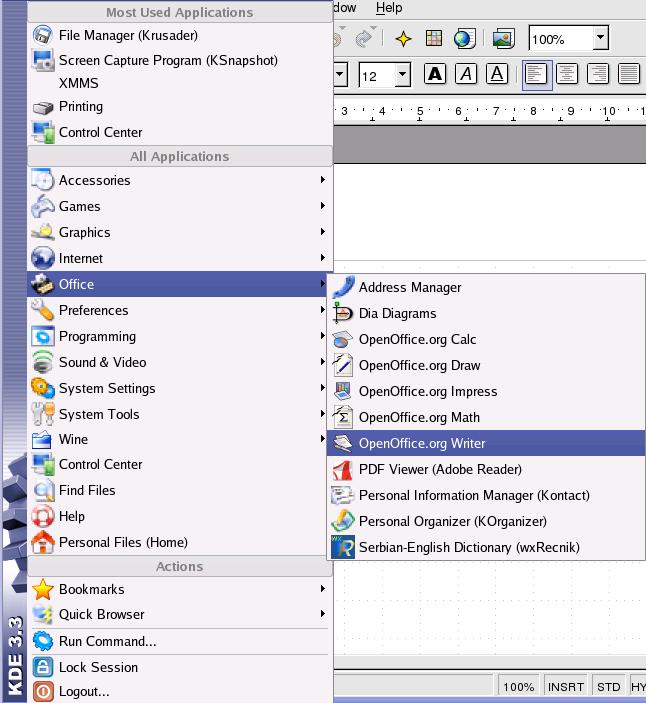 Most Used Applications
File Manager (Krusader)
Screen Capture Program (KSnapshot)
XMMS
Printing
Control Center
All Applications
Accessories
Games
Graphics
Internet
Office
Preferences
Programming
Sound & Video
System Settings
System Tools
Wine
Control Center
Find Files
Help
Personal Files (Home)
Actions
Bookmarks
Quick Browser
Run Command...
Lock Session
Logout...
KDE 3.3
dow Help
100%
12 A A A
3 4 5 6 7 8 9 10 11
Address Manager
Dia Diagrams
OpenOffice.org Calc
OpenOffice.org Draw
OpenOffice.org Impress
OpenOffice.org Math
OpenOffice.org Writer
PDF Viewer (Adobe Reader)
Personal Information Manager (Kontact)
Personal Organizer (KOrganizer)
Serbian-English Dictionary (wxRecnik)
100% INSRT STD HY